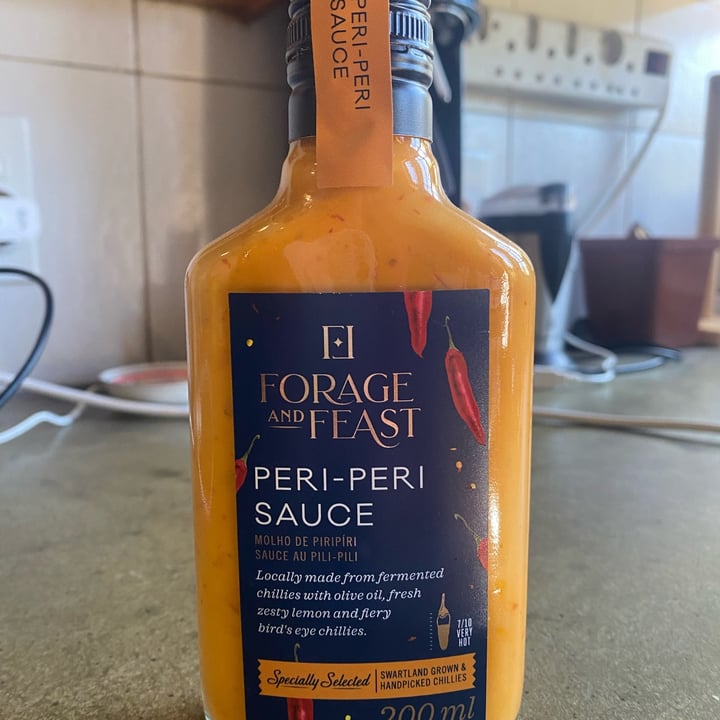 PERI-PERI
SAUCE
FORAGE
AND FEAST
PERI-PERI
SAUCE
MOLHO DE PIRIPÍRI
SAUCE AU PILI-PILI
Locally made from fermented
chillies with olive oil, fresh
zesty lemon and fiery
bird's eye chillies.
7/10
VERY
HOT
Specially Selected
SWARTLAND GROWN &
HANDPICKED CHILLIES
200 ml